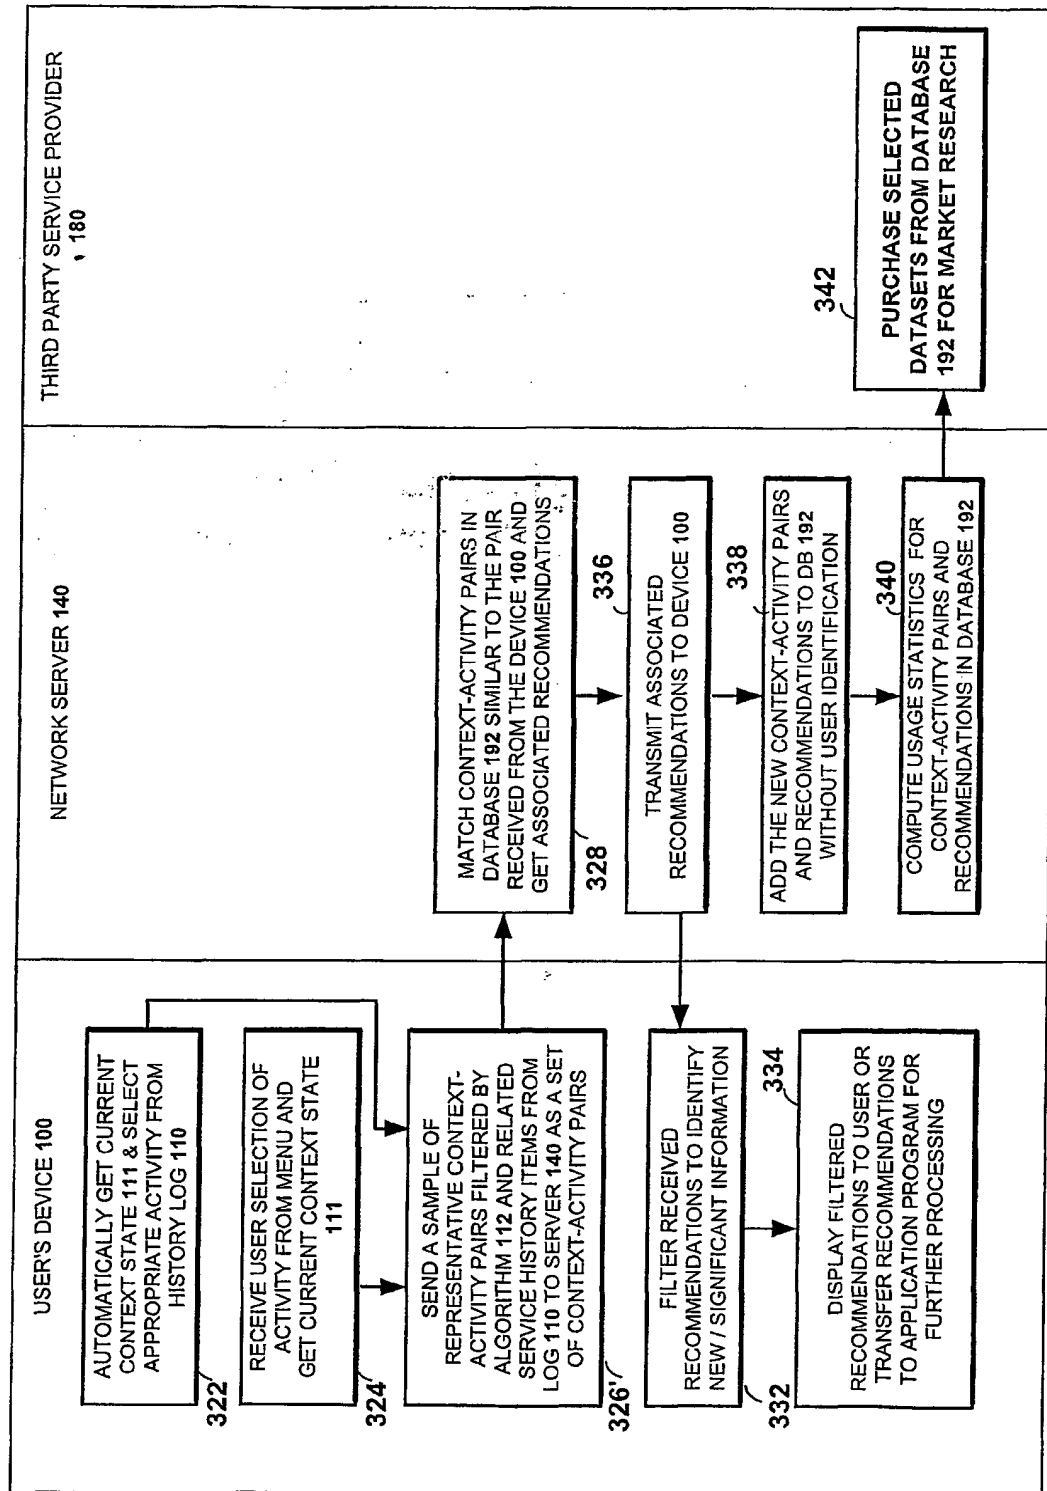 USER'S DEVICE 100
AUTOMATICALLY GET CURRENT
CONTEXT STATE 111 & SELECT
APPROPRIATE ACTIVITY FROM
HISTORY LOG 110
322
RECEIVE USER SELECTION OF
ACTIVITY FROM MENU AND
GET CURRENT CONTEXT STATE
111
324
SEND A SAMPLE OF
REPRESENTATIVE CONTEXT-
ACTIVITY PAIRS FILTERED BY
ALGORITHM 112 AND RELATED
SERVICE HISTORY ITEMS FROM
LOG 110 TO SERVER 140 AS A SET
OF CONTEXT-ACTIVITY PAIRS
326'
FILTER RECEIVED
RECOMMENDATIONS TO IDENTIFY
NEW / SIGNIFICANT INFORMATION
332
334
DISPLAY FILTERED
RECOMMENDATIONS TO USER OR
TRANSFER RECOMMENDATIONS
TO APPLICATION PROGRAM FOR
FURTHER PROCESSING
NETWORK SERVER 140
MATCH CONTEXT-ACTIVITY PAIRS IN
DATABASE 192 SIMILAR TO THE PAIR
RECEIVED FROM THE DEVICE 100 AND
GET ASSOCIATED RECOMMENDATIONS
328
336
TRANSMIT ASSOCIATED
RECOMMENDATIONS TO DEVICE 100
338
ADD THE NEW CONTEXT-ACTIVITY PAIRS
AND RECOMMENDATIONS TO DB 192
WITHOUT USER IDENTIFICATION
340
COMPUTE USAGE STATISTICS FOR
CONTEXT-ACTIVITY PAIRS AND
RECOMMENDATIONS IN DATABASE 192
THIRD PARTY SERVICE PROVIDER
180
342
PURCHASE SELECTED
DATASETS FROM DATABASE
192 FOR MARKET RESEARCH